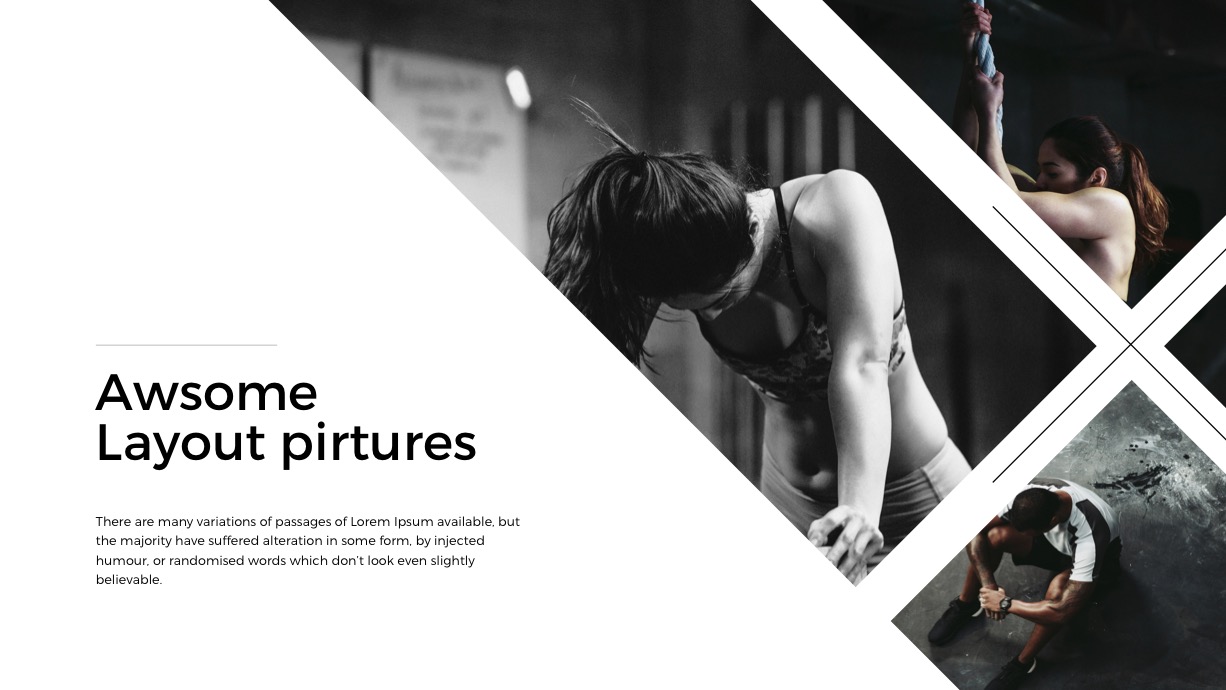 Awsome
Layout pirtures
There are many variations of passages of Lorem Ipsum available, but
the majority have suffered alteration in some form, by injected
humour, or randomised words which don't look even slightly
believable.